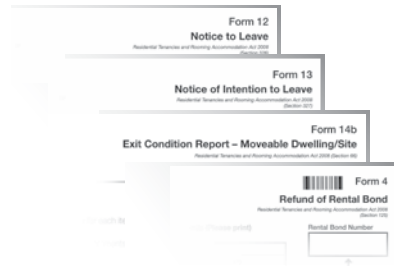 Form 12
Notice to Leave
Residential Tenancies and Rooming Accommodation Act 2008
Form 13
Notice of Intention to Leave
Residential Tenancies and Rooming Accommodation Act 2008
(Section 327)
Form 14b
Exit Condition Report – Moveable Dwelling/Site
Residential Tenancies and Rooming Accommodation Act 2008 (Section 66)
Form 4
Refund of Rental Bond
Residential Tenancies and Rooming Accommodation Act 2008
(Section 125)
Rental Bond Number